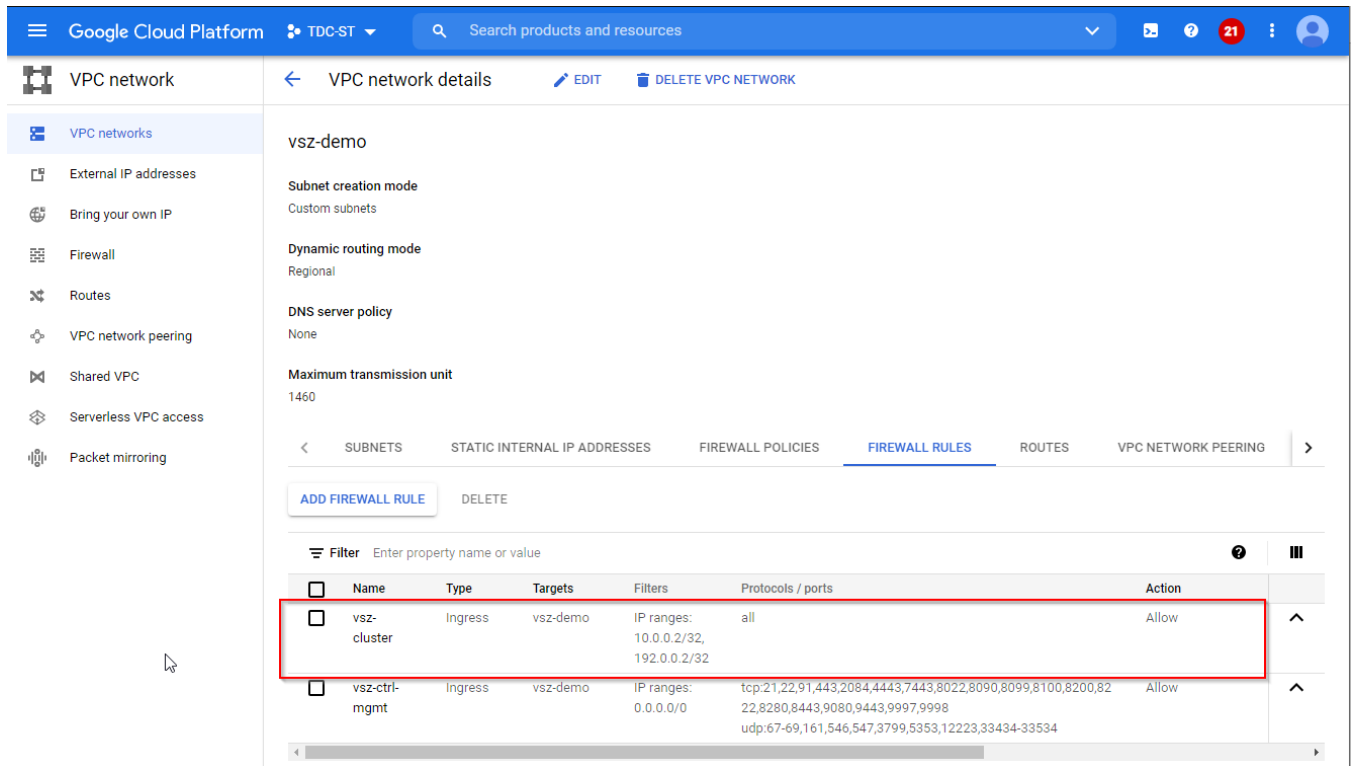 Google Cloud Platform TDC-ST Search products and resources 21
VPC network VPC network details EDIT DELETE VPC NETWORK
VPC networks
External IP addresses
Bring your own IP
Firewall
Routes
VPC network peering
Shared VPC
Serverless VPC access
Packet mirroring
vsz-demo
Subnet creation mode
Custom subnets
Dynamic routing mode
Regional
DNS server policy
None
Maximum transmission unit
1460
SUBNETS STATIC INTERNAL IP ADDRESSES FIREWALL POLICIES FIREWALL RULES ROUTES VPC NETWORK PEERING
ADD FIREWALL RULE DELETE
Filter Enter property name or value
Name Type Targets Filters Protocols / ports Action
vsz- Ingress vsz-demo IP ranges: all Allow
cluster 10.0.0.2/32,
192.0.0.2/32
vsz-ctrl- Ingress vsz-demo IP ranges: tcp:21,22,91,443,2084,4443,7443,8022,8090,8099,8100,8200,82 Allow
mgmt 0.0.0.0/0 22,8280,8443,9080,9443,9997,9998
udp:67-69,161,546,547,3799,5353,12223,33434-33534